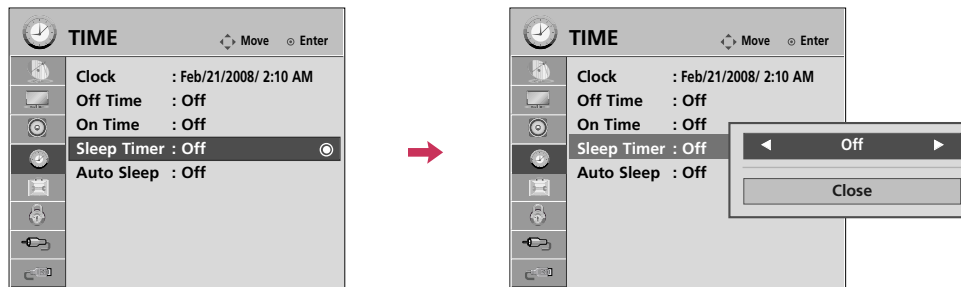 TIME
Move Enter
Clock : Feb/21/2008/ 2:10 AM
Off Time : Off
On Time : Off
Sleep Timer : Off
Auto Sleep : Off
TIME
Move Enter
Clock : Feb/21/2008/ 2:10 AM
Off Time : Off
On Time : Off
Sleep Timer : Off
Auto Sleep : Off
Off
Close